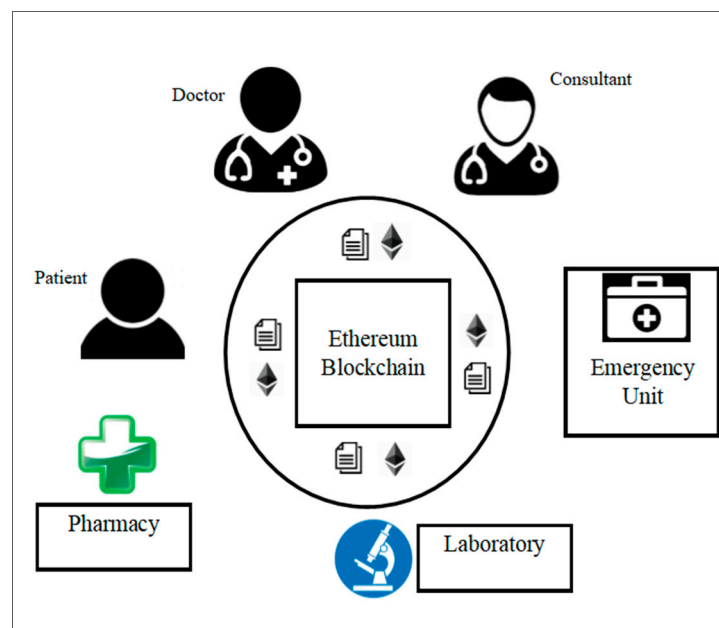 Doctor
Consultant
Patient
Ethereum
Blockchain
Emergency
Unit
Pharmacy
Laboratory